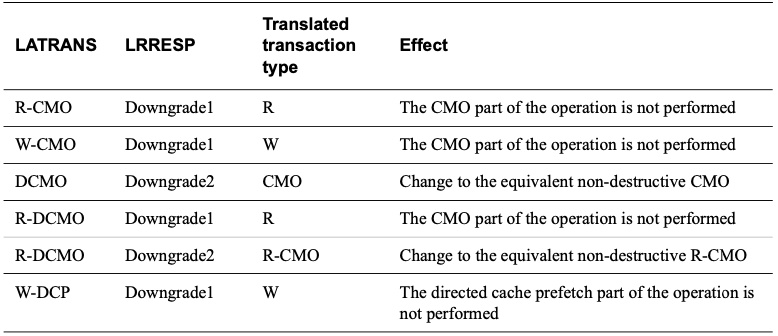 LATRANS LRRESP Translated transaction type Effect
R-CMO Downgrade1 R The CMO part of the operation is not performed
W-CMO Downgrade1 W The CMO part of the operation is not performed
DCMO Downgrade2 CMO Change to the equivalent non-destructive CMO
R-DCMO Downgrade1 R The CMO part of the operation is not performed
R-DCMO Downgrade2 R-CMO Change to the equivalent non-destructive R-CMO
W-DCP Downgrade1 W The directed cache prefetch part of the operation is
not performed